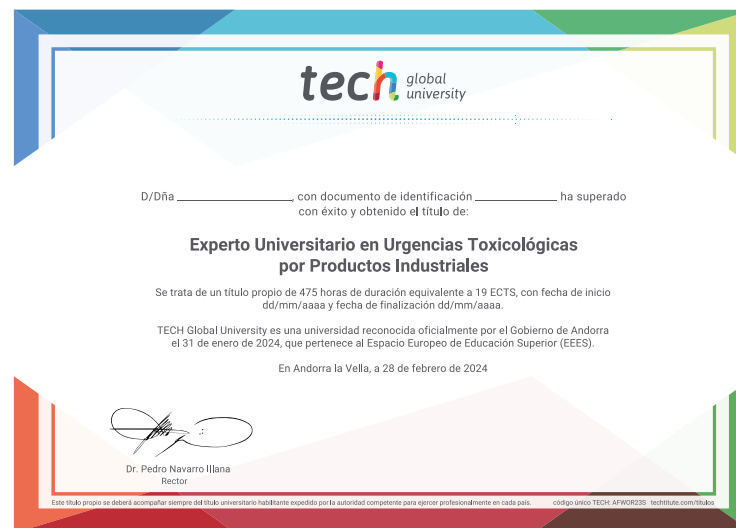 tech global university
D/Dña ______________, con documento de identificación __________ ha superado
con éxito y obtenido el título de:
Experto Universitario en Urgencias Toxicológicas
por Productos Industriales
Se trata de un título propio de 475 horas de duración equivalente a 19 ECTS, con fecha de inicio
dd/mm/aaaa y fecha de finalización dd/mm/aaaa.
TECH Global University es una universidad reconocida oficialmente por el Gobierno de Andorra
el 31 de enero de 2024, que pertenece al Espacio Europeo de Educación Superior (EEES).
En Andorra la Vella, a 28 de febrero de 2024
Dr. Pedro Navarro Illana
Rector
Este título propio se deberá acompañar siempre del título universitario habilitante expedido por la autoridad competente para ejercer profesionalmente en cada país. código único TECH: AFWOR23S techtitute.com/titulos